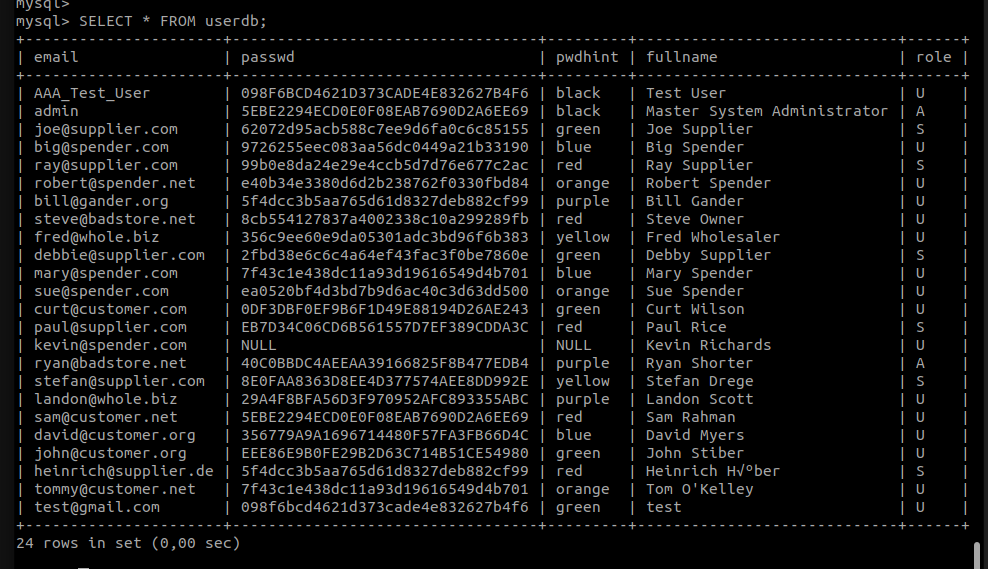 mysql>
mysql> SELECT * FROM userdb;
+----------------------+----------------------------------+---------+-----------------------------+------+
| email                | passwd                           | pwdhint | fullname                    | role |
+----------------------+----------------------------------+---------+-----------------------------+------+
| AAA_Test_User        | 098F6BCD4621D373CADE4E832627B4F6 | black   | Test User                   | U    |
| admin                | 5EBE2294ECD0E0F08EAB7690D2A6EE69 | black   | Master System Administrator | A    |
| joe@supplier.com     | 62072d95acb588c7ee9d6fa0c6c85155 | green   | Joe Supplier                | S    |
| big@spender.com      | 9726255eec083aa56dc0449a21b33190 | blue    | Big Spender                 | U    |
| ray@supplier.com     | 99b0e8da24e29e4ccb5d7d76e677c2ac | red     | Ray Supplier                | S    |
| robert@spender.net   | e40b34e3380d6d2b238762f0330fbd84 | orange  | Robert Spender              | U    |
| bill@gander.org      | 5f4dcc3b5aa765d61d8327deb882cf99 | purple  | Bill Gander                 | U    |
| steve@badstore.net   | 8cb554127837a4002338c10a299289fb | red     | Steve Owner                 | U    |
| fred@whole.biz       | 356c9ee60e9da05301adc3bd96f6b383 | yellow  | Fred Wholesaler             | U    |
| debbie@supplier.com  | 2fbd38e6c6c4a64ef43fac3f0be7860e | green   | Debby Supplier              | S    |
| mary@spender.com     | 7f43c1e438dc11a93d19616549d4b701 | blue    | Mary Spender                | U    |
| sue@spender.com      | ea0520bf4d3bd7b9d6ac40c3d63dd500 | orange  | Sue Spender                 | U    |
| curt@customer.com    | 0DF3DBF0EF9B6F1D49E88194D26AE243 | green   | Curt Wilson                 | U    |
| paul@supplier.com    | EB7D34C06CD6B561557D7EF389CDDA3C | red     | Paul Rice                   | S    |
| kevin@spender.com    | NULL                             | NULL    | Kevin Richards              | U    |
| ryan@badstore.net    | 40C0BBDC4AEEAA39166825F8B477EDB4 | purple  | Ryan Shorter                | A    |
| stefan@supplier.com  | 8E0FAA8363D8EE4D377574AEE8DD992E | yellow  | Stefan Drege                | S    |
| landon@whole.biz     | 29A4F8BFA56D3F970952AFC893355ABC | purple  | Landon Scott                | U    |
| sam@customer.net     | 5EBE2294ECD0E0F08EAB7690D2A6EE69 | red     | Sam Rahman                  | U    |
| david@customer.org   | 356779A9A1696714480F57FA3FB66D4C | blue    | David Myers                 | U    |
| john@customer.org    | EEE86E9B0FE29B2D63C714B51CE54980 | green   | John Stiber                 | U    |
| heinrich@supplier.de | 5f4dcc3b5aa765d61d8327deb882cf99 | red     | Heinrich H√ºber             | S    |
| tommy@customer.net   | 7f43c1e438dc11a93d19616549d4b701 | orange  | Tom O'Kelley                | U    |
| test@gmail.com       | 098f6bcd4621d373cade4e832627b4f6 | green   | test                        | U    |
+----------------------+----------------------------------+---------+-----------------------------+------+
24 rows in set (0,00 sec)